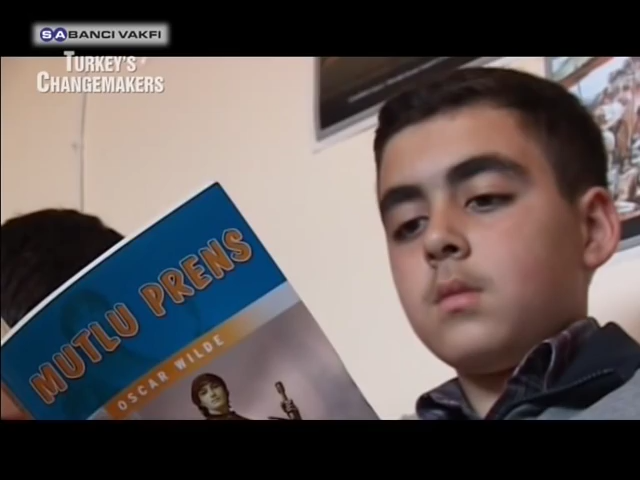 SABANCI VAKFI
TURKEY'S
CHANGEMAKERS
MUTLU PRENS
OSCAR WILDE